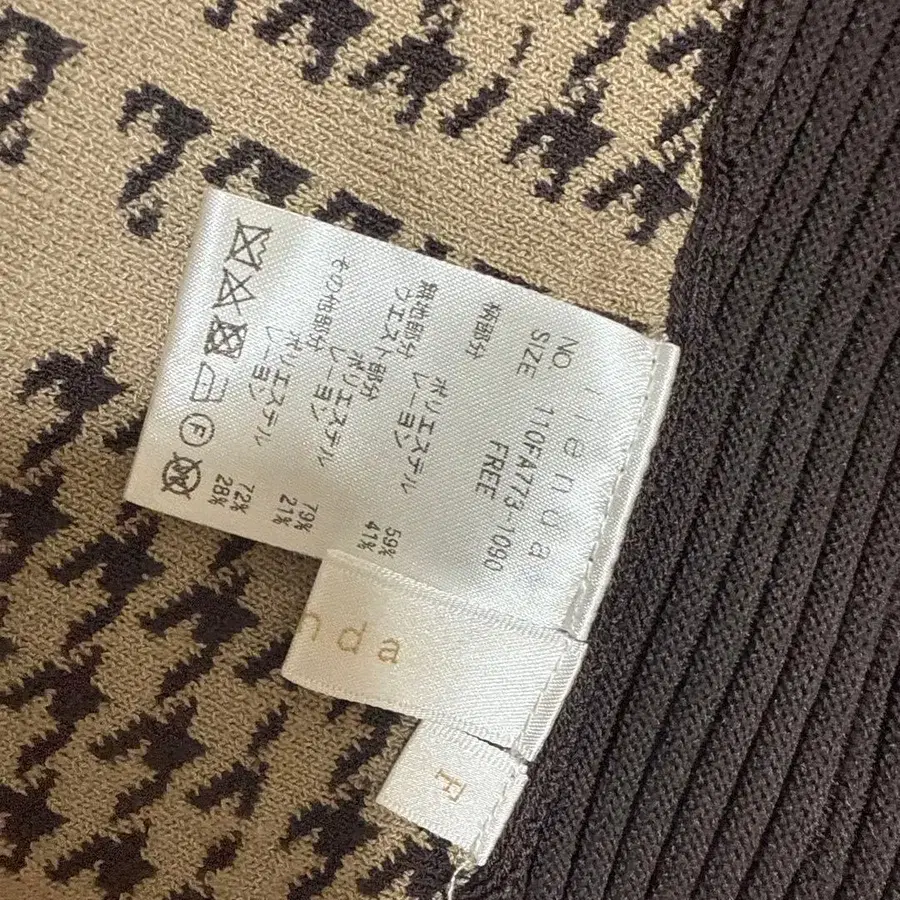 rienda
NO. 110FA773-1090
SIZE FREE
柄部分
ポリエステル 59%
レーヨン 41%
無地部分
ウエスト部分
ポリエステル 79%
レーヨン 21%
その他部分
ポリエステル 72%
レーヨン 28%
F
nda
F